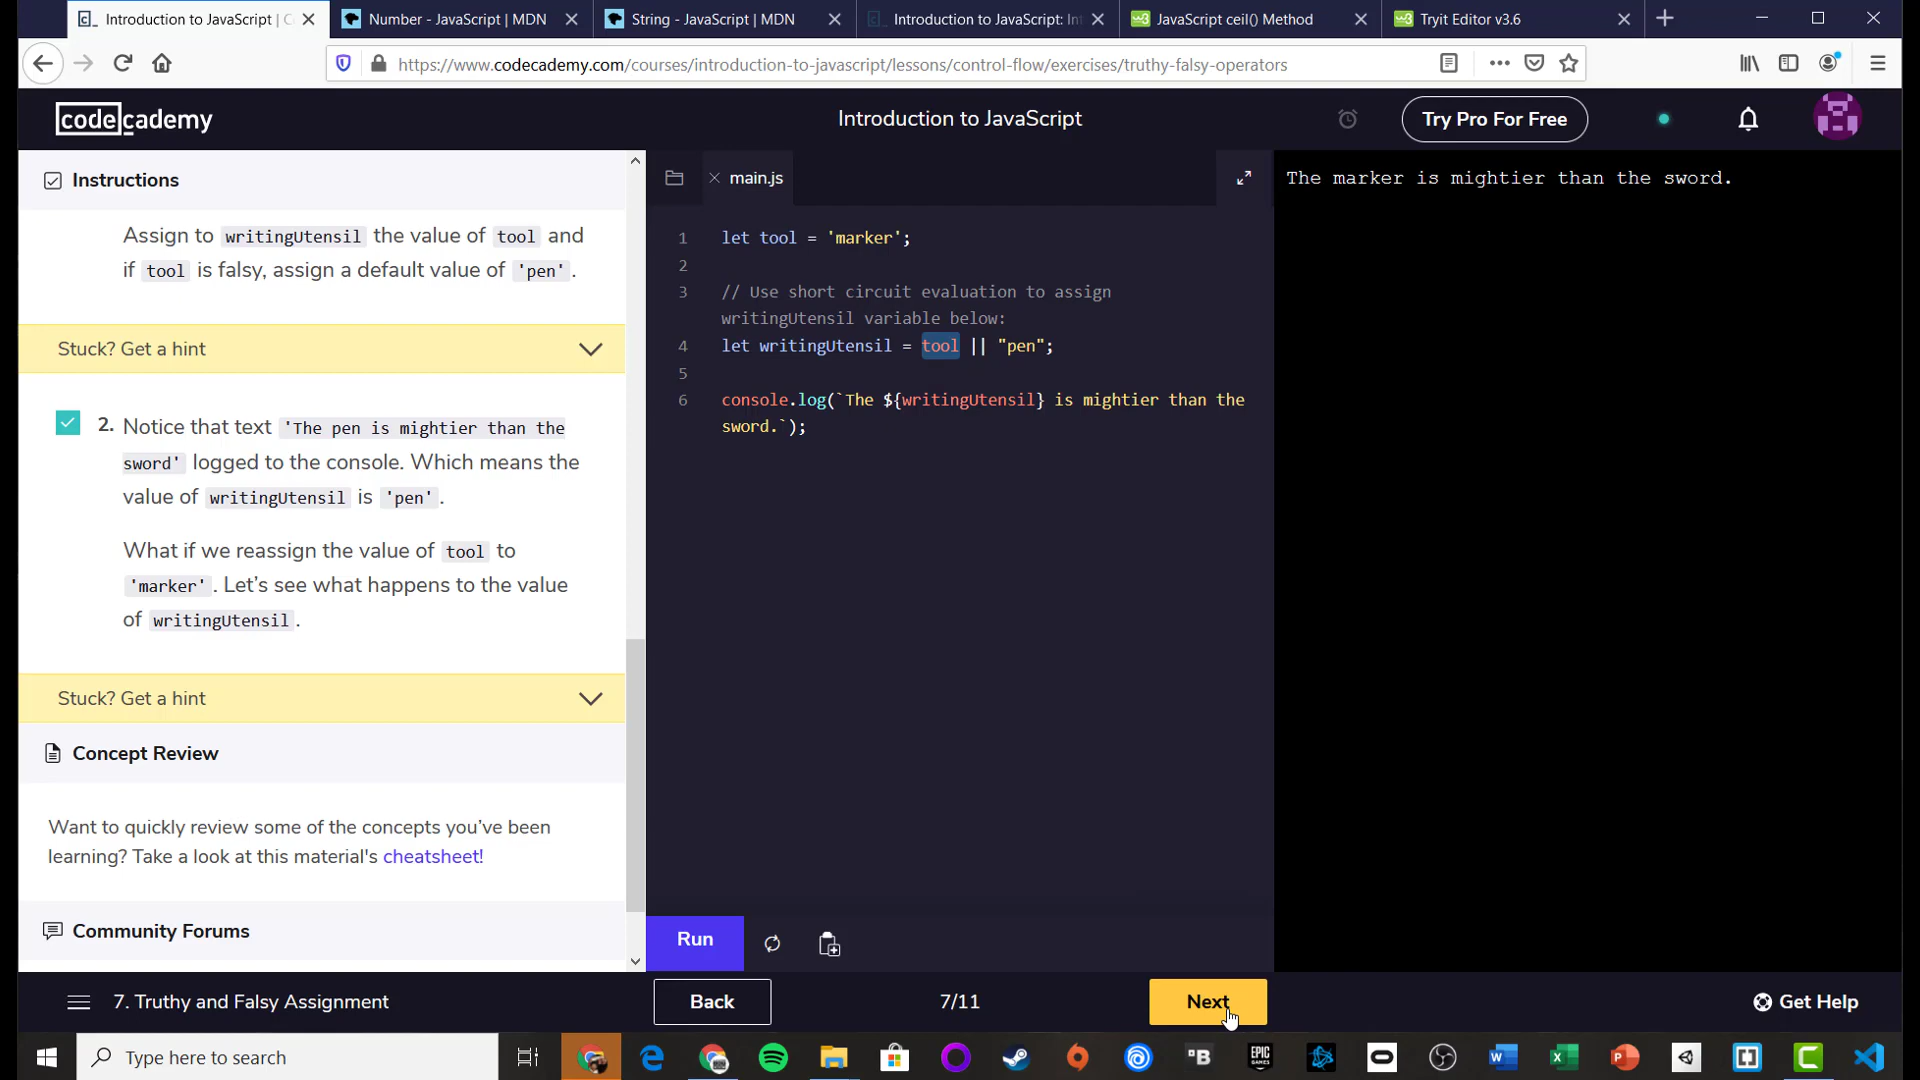 Introduction to JavaScript | C
Number - JavaScript | MDN
String - JavaScript | MDN
Introduction to JavaScript: In
JavaScript ceil() Method
Tryit Editor v3.6
https://www.codecademy.com/courses/introduction-to-javascript/lessons/control-flow/exercises/truthy-falsy-operators
codecademy
Introduction to JavaScript
Try Pro For Free
Instructions
Assign to writingUtensil the value of tool and
if tool is falsy, assign a default value of 'pen'.
Stuck? Get a hint
2. Notice that text 'The pen is mightier than the
sword' logged to the console. Which means the
value of writingUtensil is 'pen'.
What if we reassign the value of tool to
'marker'. Let's see what happens to the value
of writingUtensil.
Stuck? Get a hint
Concept Review
Want to quickly review some of the concepts you've been
learning? Take a look at this material's cheatsheet!
Community Forums
main.js
1 let tool = 'marker';
2
3 // Use short circuit evaluation to assign
writingUtensil variable below:
4 let writingUtensil = tool || "pen";
5
6 console.log(`The ${writingUtensil} is mightier than the
sword.`);
Run
The marker is mightier than the sword.
7. Truthy and Falsy Assignment
Back
7/11
Next
Get Help
Type here to search
B
EPIC
GAMES